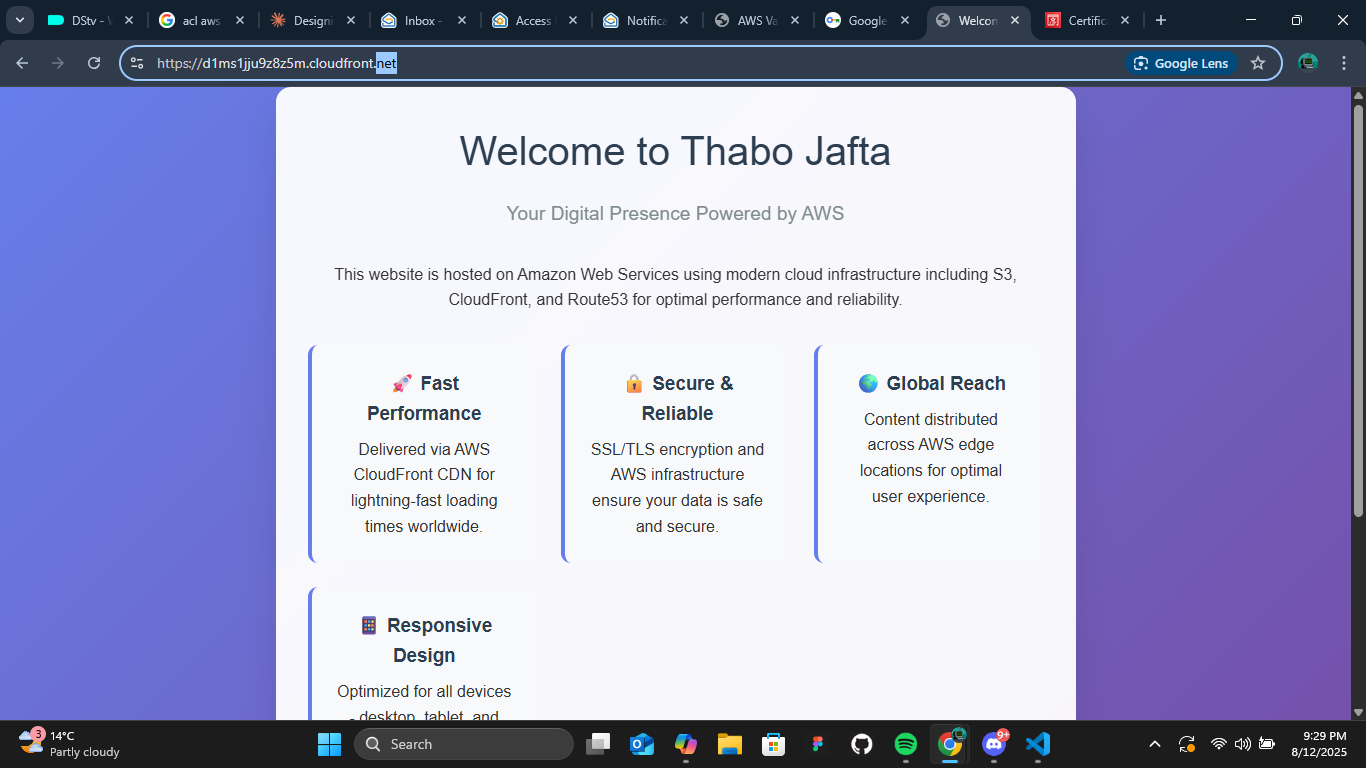 DStv - W
acl aws
Designi
Inbox -
Access
Notifica
AWS Va
Google
Welcom
Certifica
https://d1ms1jju9z8z5m.cloudfront.net
Google Lens
Welcome to Thabo Jafta
Your Digital Presence Powered by AWS
This website is hosted on Amazon Web Services using modern cloud infrastructure including S3,
CloudFront, and Route53 for optimal performance and reliability.
🚀 Fast
Performance
Delivered via AWS
CloudFront CDN for
lightning-fast loading
times worldwide.
🔒 Secure &
Reliable
SSL/TLS encryption and
AWS infrastructure
ensure your data is safe
and secure.
🌍 Global Reach
Content distributed
across AWS edge
locations for optimal
user experience.
📱 Responsive
Design
Optimized for all devices
- desktop, tablet, and
3
14°C
Partly cloudy
Search
9+
9:29 PM
8/12/2025